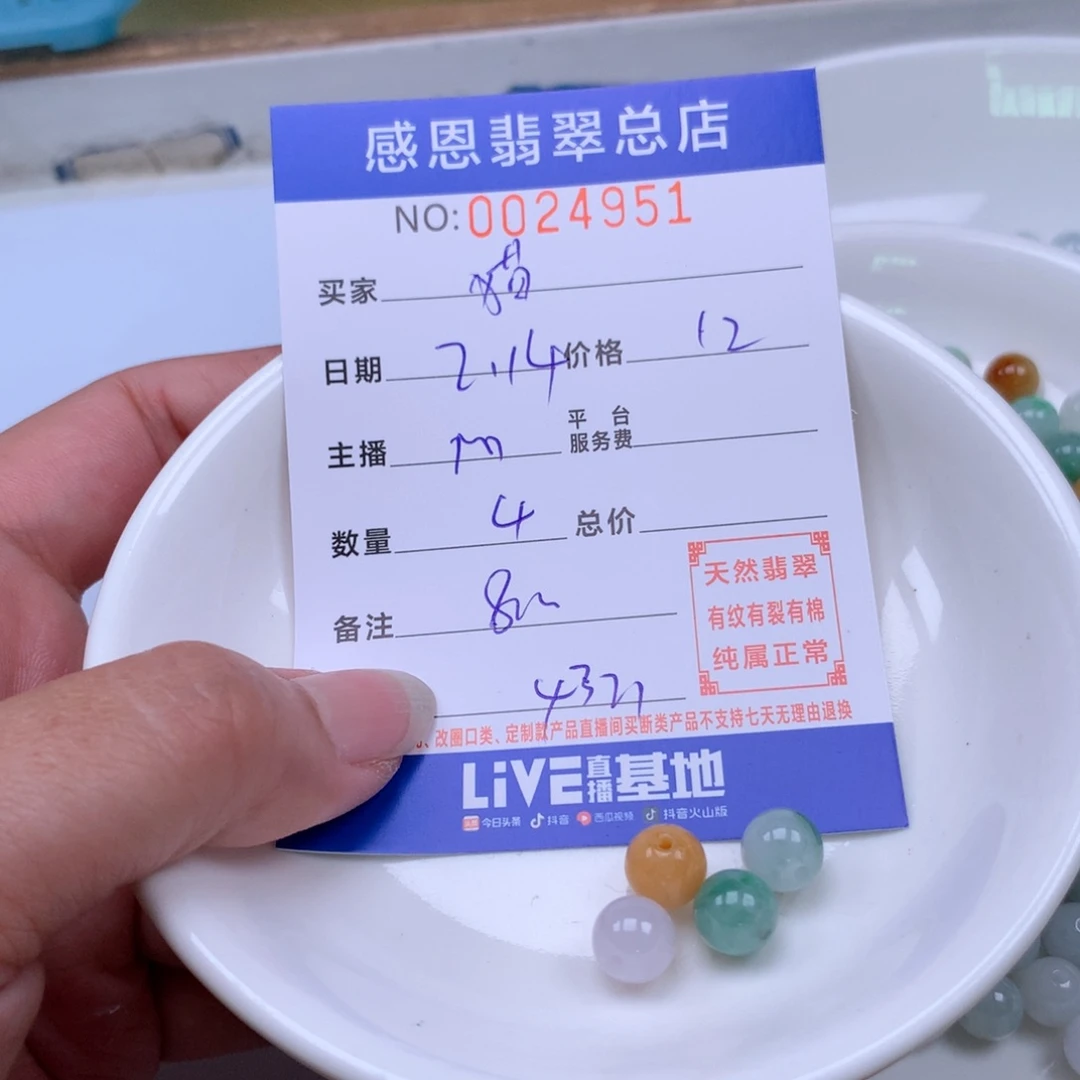 感恩翡翠总店
NO:0024951
买家 猫
日期 2.14 价格 12
主播 m 平台服务费
数量 4 总价
备注 8m
4321
天然翡翠
有纹有裂有棉
纯属正常
、改圈口类、定制款产品直播间买断类产品不支持七天无理由退换
LiVE直播基地
头条 今日头条 抖音 西瓜视频 抖音火山版